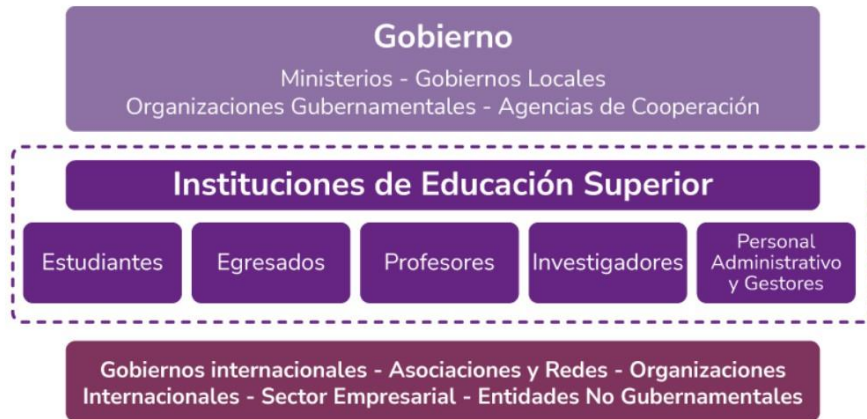 Gobierno
Ministerios - Gobiernos Locales
Organizaciones Gubernamentales - Agencias de Cooperación
Instituciones de Educación Superior
Estudiantes
Egresados
Profesores
Investigadores
Personal
Administrativo
y Gestores
Gobiernos internacionales - Asociaciones y Redes - Organizaciones
Internacionales - Sector Empresarial - Entidades No Gubernamentales